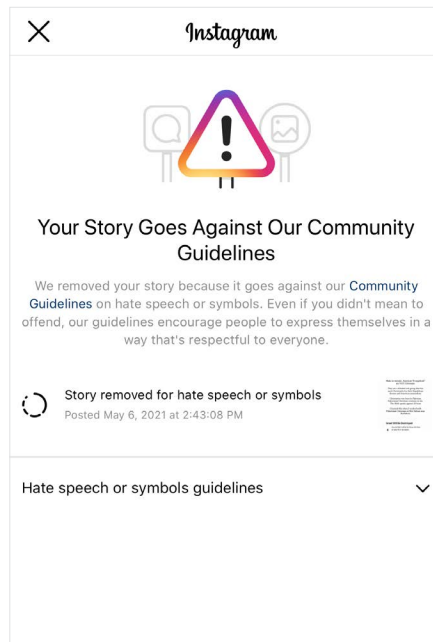 Instagram
Your Story Goes Against Our Community
Guidelines
We removed your story because it goes against our Community
Guidelines on hate speech or symbols. Even if you didn't mean to
offend, our guidelines encourage people to express themselves in a
way that's respectful to everyone.
Story removed for hate speech or symbols
Posted May 6, 2021 at 2:43:08 PM
Hate speech or symbols guidelines